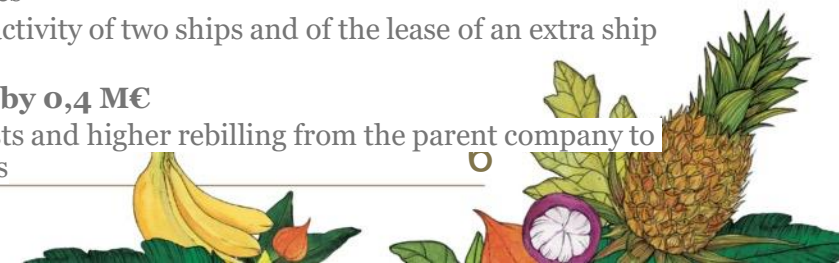 activity of two ships and of the lease of an extra ship
by 0,4 M€
and higher rebilling from the parent company to
6